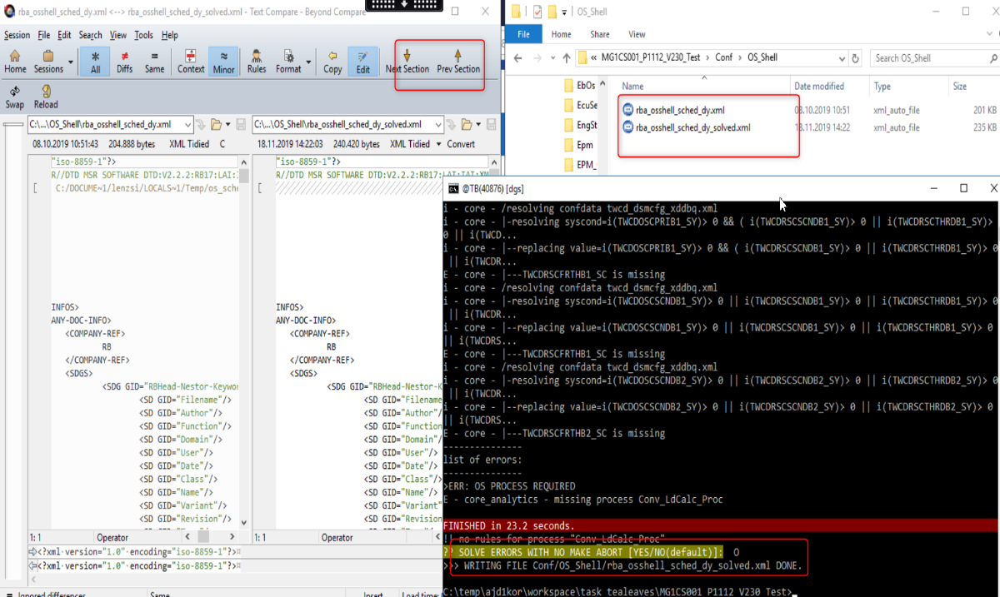 rba_osshell_sched_dy.xml <--> rba_osshell_sched_dy_solved.xml - Text Compare - Beyond Compare
Session File Edit Search View Tools Help
Home Sessions All Diffs Same Context Minor Rules Format Copy Edit Next Section Prev Section
Swap Reload
C:\...\OS_Shell\rba_osshell_sched_dy.xml
C:\...\OS_Shell\rba_osshell_sched_dy_solved.xml
08.10.2019 10:51:43 204.888 bytes XML Tidied C
18.11.2019 14:22:03 240.420 bytes XML Tidied Convert
"iso-8859-1"?>
R//DTD MSR SOFTWARE DTD:V2.2.2:RB17:LAI:
C:/DOCUME~1/lenzsi/LOCALS~1/Temp/os_sche
INFOS>
ANY-DOC-INFO>
<COMPANY-REF>
RB
</COMPANY-REF>
<SDGS>
<SDG GID="RBHead-Nestor-Keywor
<SD GID="Filename"/>
<SD GID="Author"/>
<SD GID="Function"/>
<SD GID="Domain"/>
<SD GID="User"/>
<SD GID="Date"/>
<SD GID="Class"/>
<SD GID="Name"/>
<SD GID="Variant"/>
<SD GID="Revision"/>
"iso-8859-1"?>
R//DTD MSR SOFTWARE DTD:V2.2.2:RB17:LAI:IAI:XM
INFOS>
ANY-DOC-INFO>
<COMPANY-REF>
RB
</COMPANY-REF>
<SDGS>
<SDG GID="RBHead-Nestor-K
<SD GID="Filename
<SD GID="Author"/
<SD GID="Function
<SD GID="Domain"/
<SD GID="User"/>
<SD GID="Date"/>
<SD GID="Class"/>
<SD GID="Name"/>
<SD GID="Variant"
<SD GID="Revision
1: 1 Operator
1: 1 Operator
<?xml version="1.0" encoding="iso-8859-1"?>¤
<?xml version="1.0" encoding="iso-8859-1"?>¤
Ignored differences Same Insert Load time:
OS_Shell
File Home Share View
« MG1CS001_P1112_V230_Test > Conf > OS_Shell
Search OS_Shell
EbOs
EcuSe
EngSt
Epm
EPM_
Name Date modified Type Size
rba_osshell_sched_dy.xml 08.10.2019 10:51 xml_auto_file 201 KB
rba_osshell_sched_dy_solved.xml 18.11.2019 14:22 xml_auto_file 235 KB
@TB(40876) [dgs]
i - core - /resolving confdata twcd_dsmcfg_xddbq.xml
i - core - |-resolving syscond=i(TWCDOSCPRIB1_SY)> 0 && ( i(TWCDRSCSCNDB1_SY)> 0 || i(TWCDRSCTHRDB1_SY)>
0 || i(TWCD...
i - core - |--replacing value=i(TWCDOSCPRIB1_SY)> 0 && ( i(TWCDRSCSCNDB1_SY)> 0 || i(TWCDRSCTHRDB1_SY)> 0
|| i(TWCDR...
E - core - |---TWCDRSCFRTHB1_SC is missing
i - core - /resolving confdata twcd_dsmcfg_xddbq.xml
i - core - |-resolving syscond=i(TWCDOSCSCNDB1_SY)> 0 || i(TWCDRSCSCNDB1_SY)> 0 || i(TWCDRSCTHRDB1_SY)> 0
|| i(TWCDR...
i - core - |--replacing value=i(TWCDOSCSCNDB1_SY)> 0 || i(TWCDRSCSCNDB1_SY)> 0 || i(TWCDRSCTHRDB1_SY)> 0
|| i(TWCDRS...
E - core - |---TWCDRSCFRTHB1_SC is missing
i - core - /resolving confdata twcd_dsmcfg_xddbq.xml
i - core - |-resolving syscond=i(TWCDOSCSCNDB2_SY)> 0 || i(TWCDRSCSCNDB2_SY)> 0 || i(TWCDRSCTHRDB2_SY)> 0
|| i(TWCDR...
i - core - |--replacing value=i(TWCDOSCSCNDB2_SY)> 0 || i(TWCDRSCSCNDB2_SY)> 0 || i(TWCDRSCTHRDB2_SY)> 0
|| i(TWCDRS...
E - core - |---TWCDRSCFRTHB2_SC is missing
---------------
list of errors:
---------------
>ERR: OS PROCESS REQUIRED
E - core_analytics - missing process Conv_LdCalc_Proc
FINISHED in 23.2 seconds.
!! no rules for process "Conv_LdCalc_Proc"
?? SOLVE ERRORS WITH NO MAKE ABORT [YES/NO(default)]: O
>>> WRITING FILE Conf/OS_Shell/rba_osshell_sched_dy_solved.xml DONE.
C:\temp\ajd1kor\workspace\task_tealeaves\MG1CS001_P1112_V230_Test>